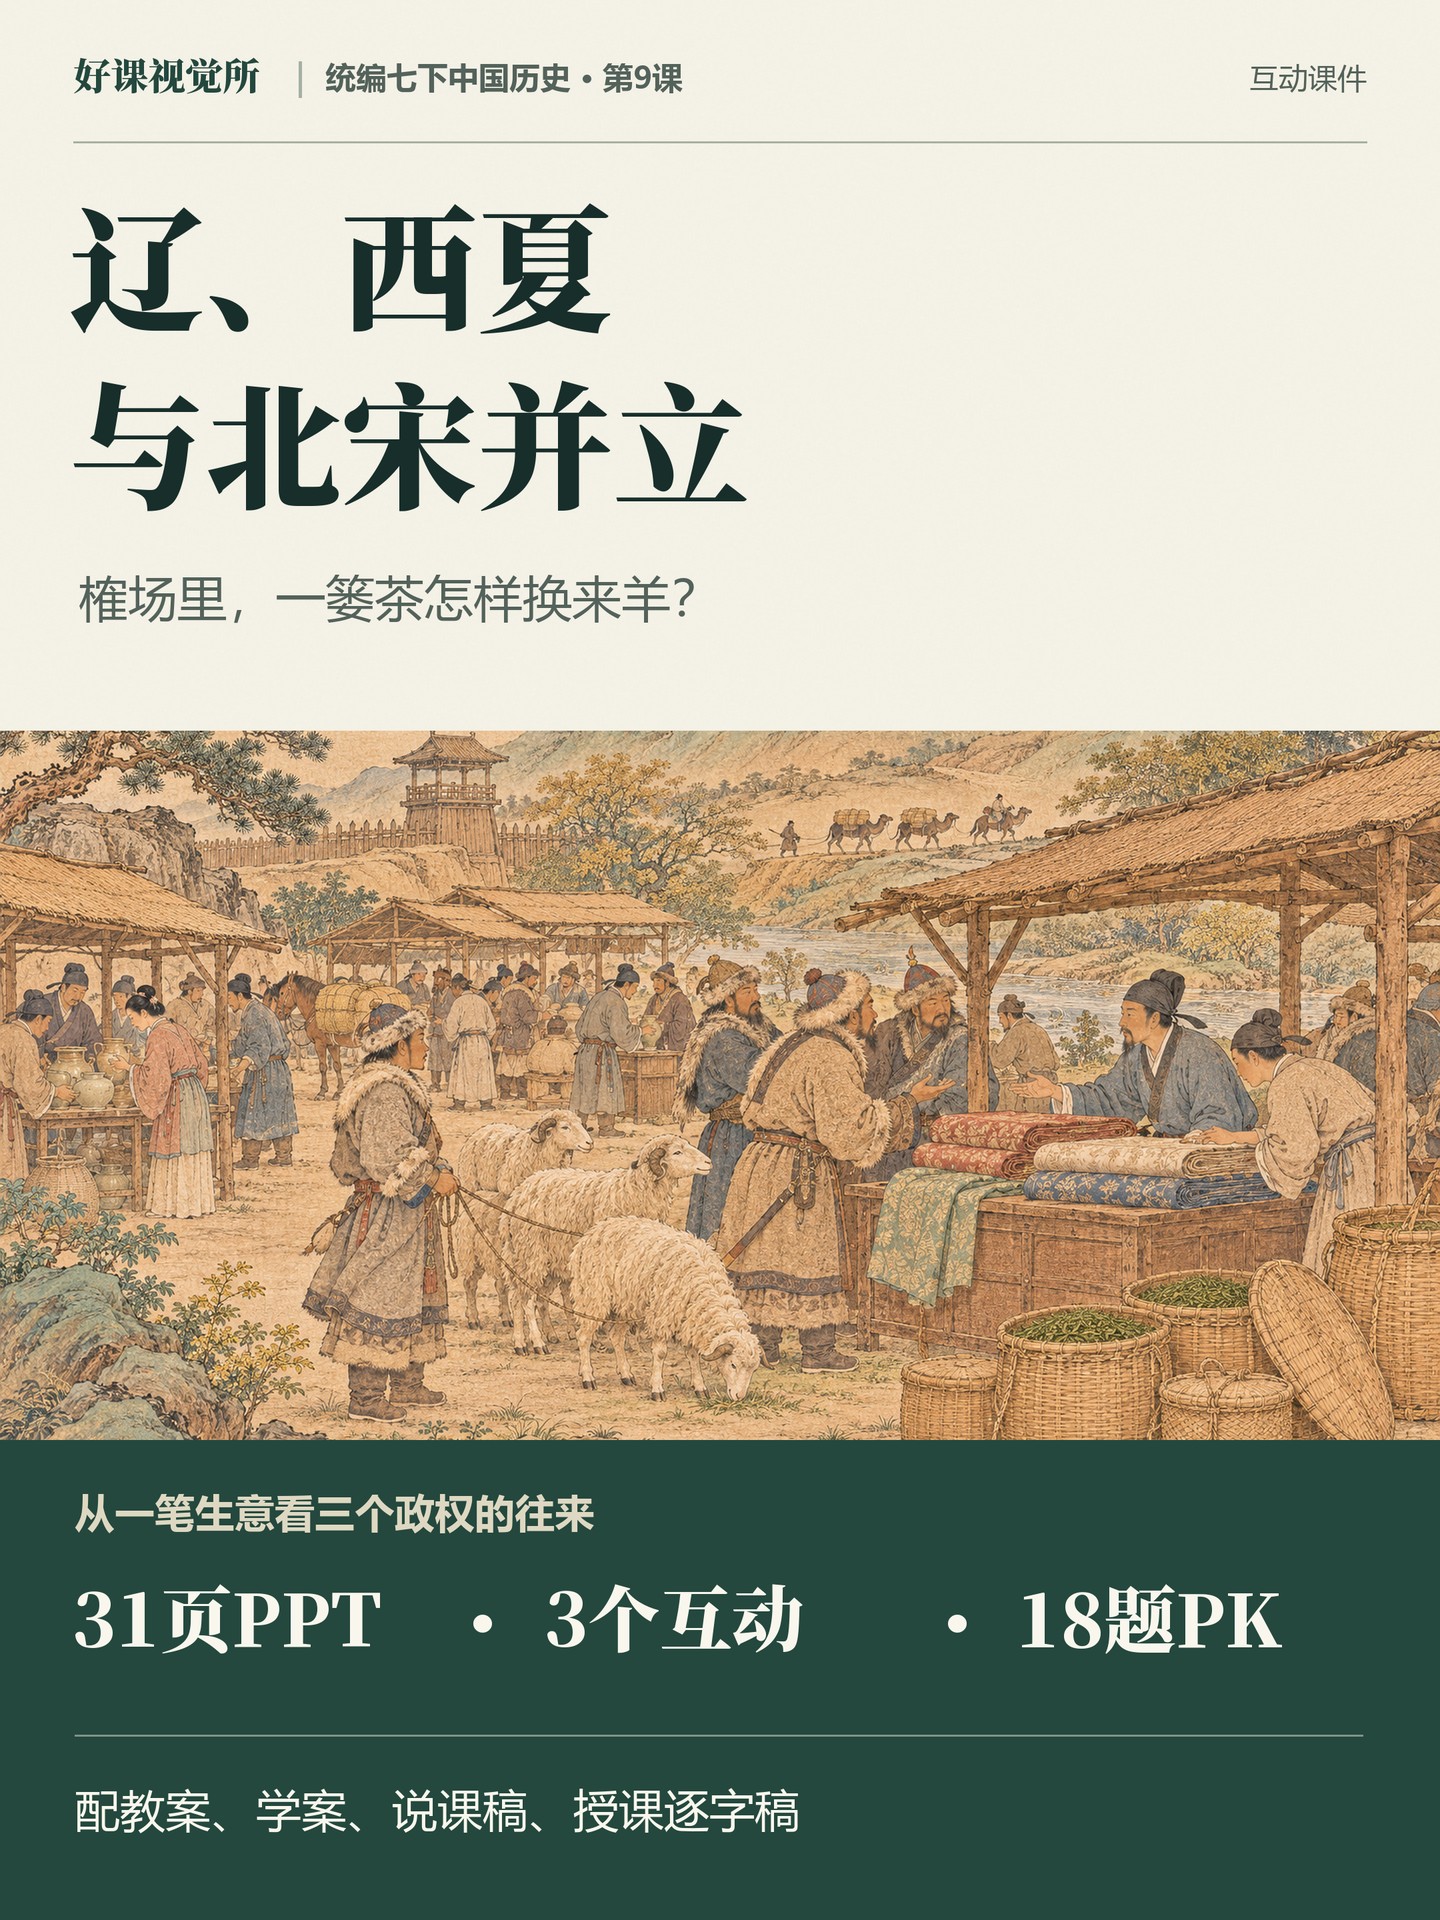 好课视觉所 | 统编七下中国历史·第9课 互动课件
辽、西夏
与北宋并立
榷场里，一篓茶怎样换来羊？
从一笔生意看三个政权的往来
31页PPT · 3个互动 · 18题PK
配教案、学案、说课稿、授课逐字稿